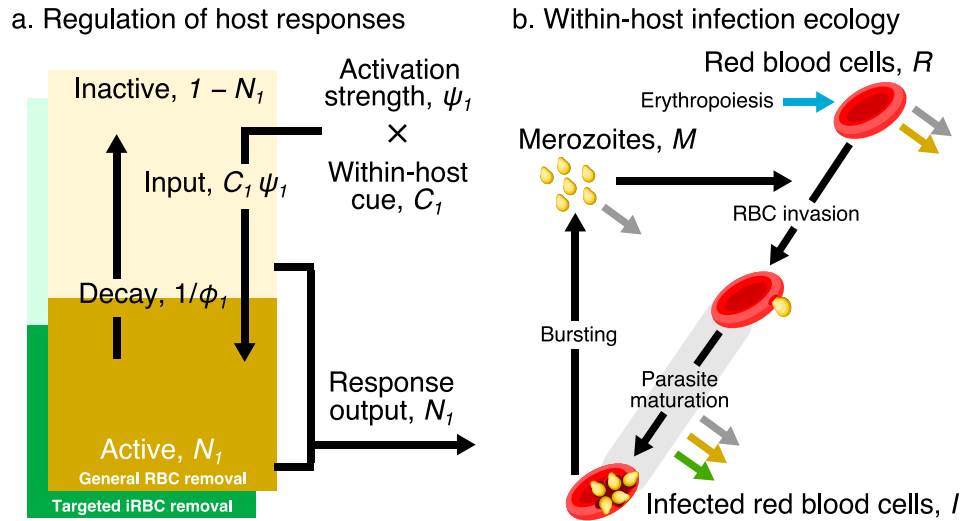 a. Regulation of host responses
Inactive, 1 – N₁
Activation
strength, ψ₁
×
Within-host
cue, C₁
Input, C₁ ψ₁
Decay, 1/ϕ₁
Response
output, N₁
Active, N₁
General RBC removal
Targeted iRBC removal
b. Within-host infection ecology
Red blood cells, R
Erythropoiesis
Merozoites, M
RBC invasion
Bursting
Parasite
maturation
Infected red blood cells, I